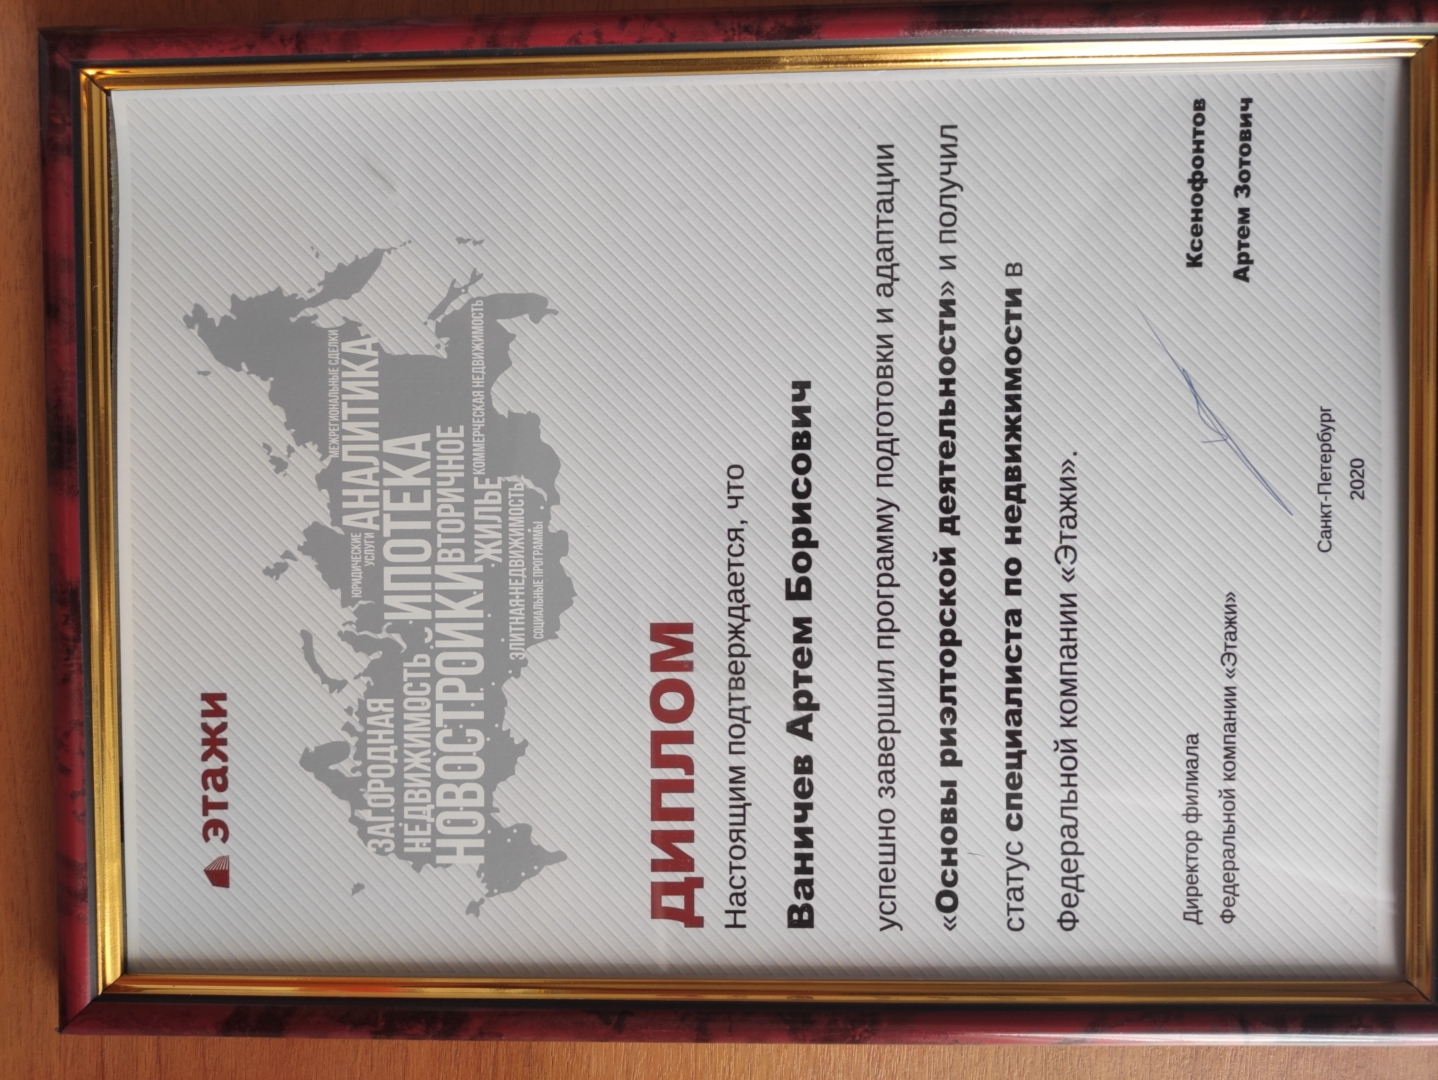 этажи
МЕЖРЕГИОНАЛЬНЫЕ СДЕЛКИ
ЮРИДИЧЕСКИЕ
УСЛУГИ
АНАЛИТИКА
ЗАГОРОДНАЯ
НЕДВИЖИМОСТЬ
ИПОТЕКА
НОВОСТРОЙКИ
ВТОРИЧНОЕ
ЖИЛЬЕ
КОММЕРЧЕСКАЯ НЕДВИЖИМОСТЬ
ЭЛИТНАЯ НЕДВИЖИМОСТЬ
СОЦИАЛЬНЫЕ ПРОГРАММЫ
ДИПЛОМ
Настоящим подтверждается, что
Ваничев Артем Борисович
успешно завершил программу подготовки и адаптации
«Основы риэлторской деятельности» и получил
статус специалиста по недвижимости в
Федеральной компании «Этажи».
Директор филиала
Федеральной компании «Этажи»
Ксенофонтов
Артем Зотович
Санкт-Петербург
2020